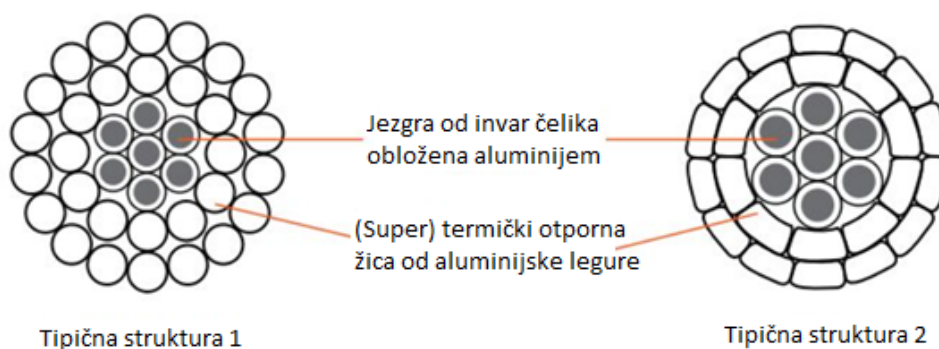 Jezgra od invar čelika
obložena aluminijem
(Super) termički otporna
žica od aluminijske legure
Tipična struktura 1
Tipična struktura 2